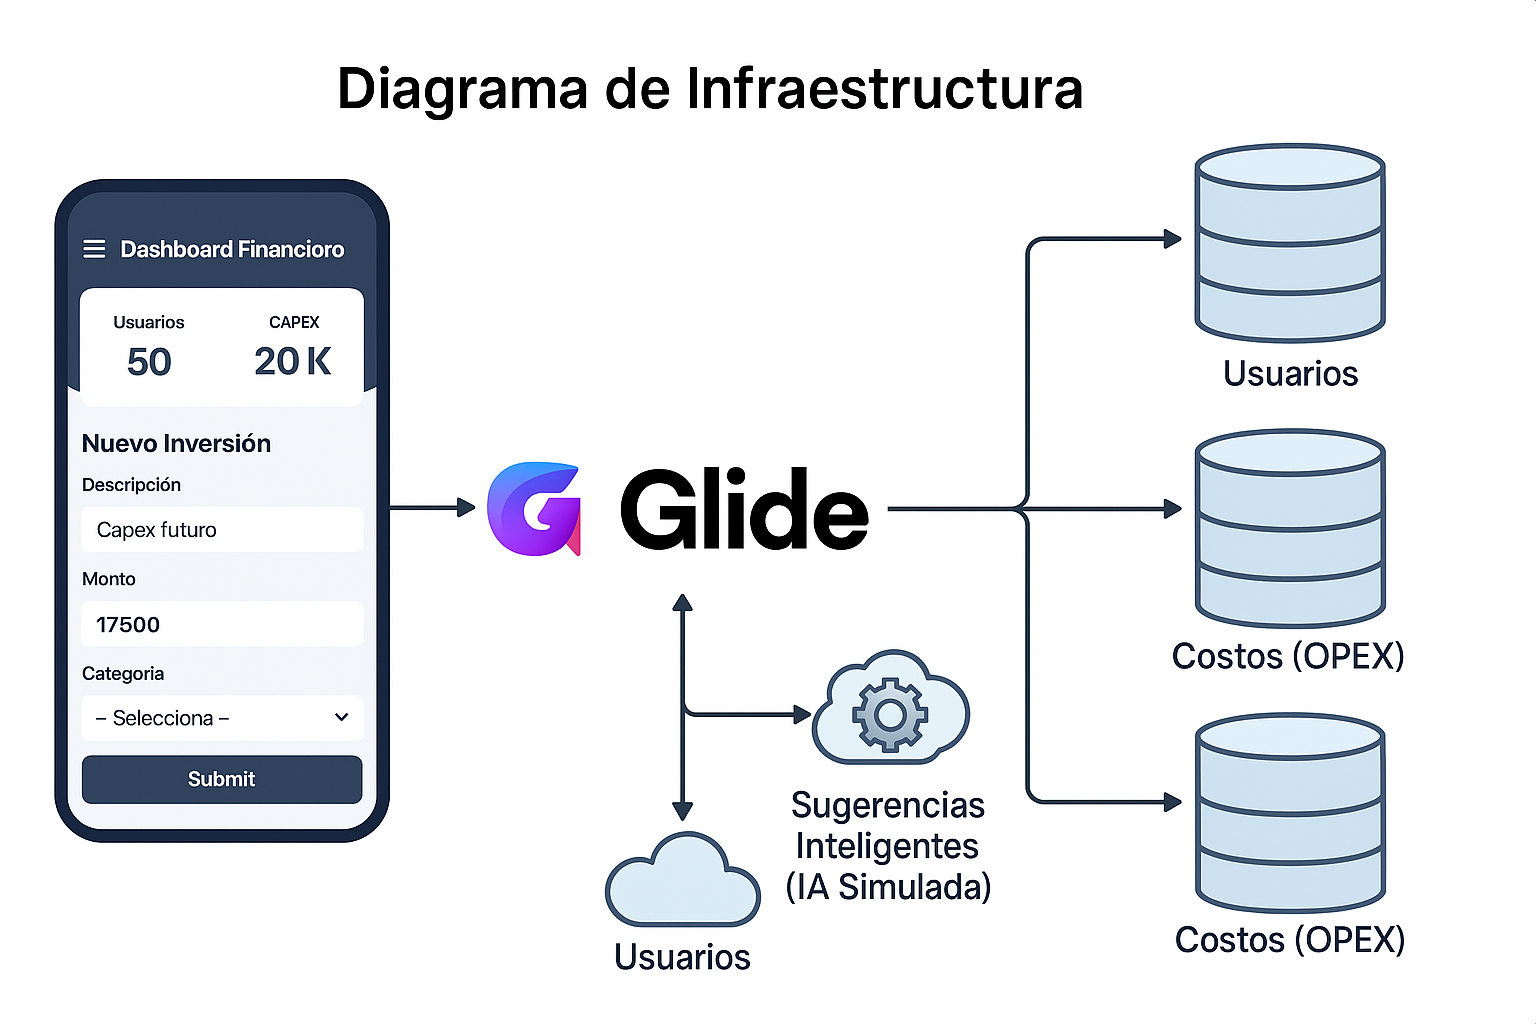 Diagrama de Infraestructura
Dashboard Financioro
Usuarios CAPEX
50 20 K
Nuevo Inversión
Descripción
Capex futuro
Monto
17500
Categoria
– Selecciona –
Submit
Glide
Sugerencias
Inteligentes
(IA Simulada)
Usuarios
Usuarios
Costos (OPEX)
Costos (OPEX)